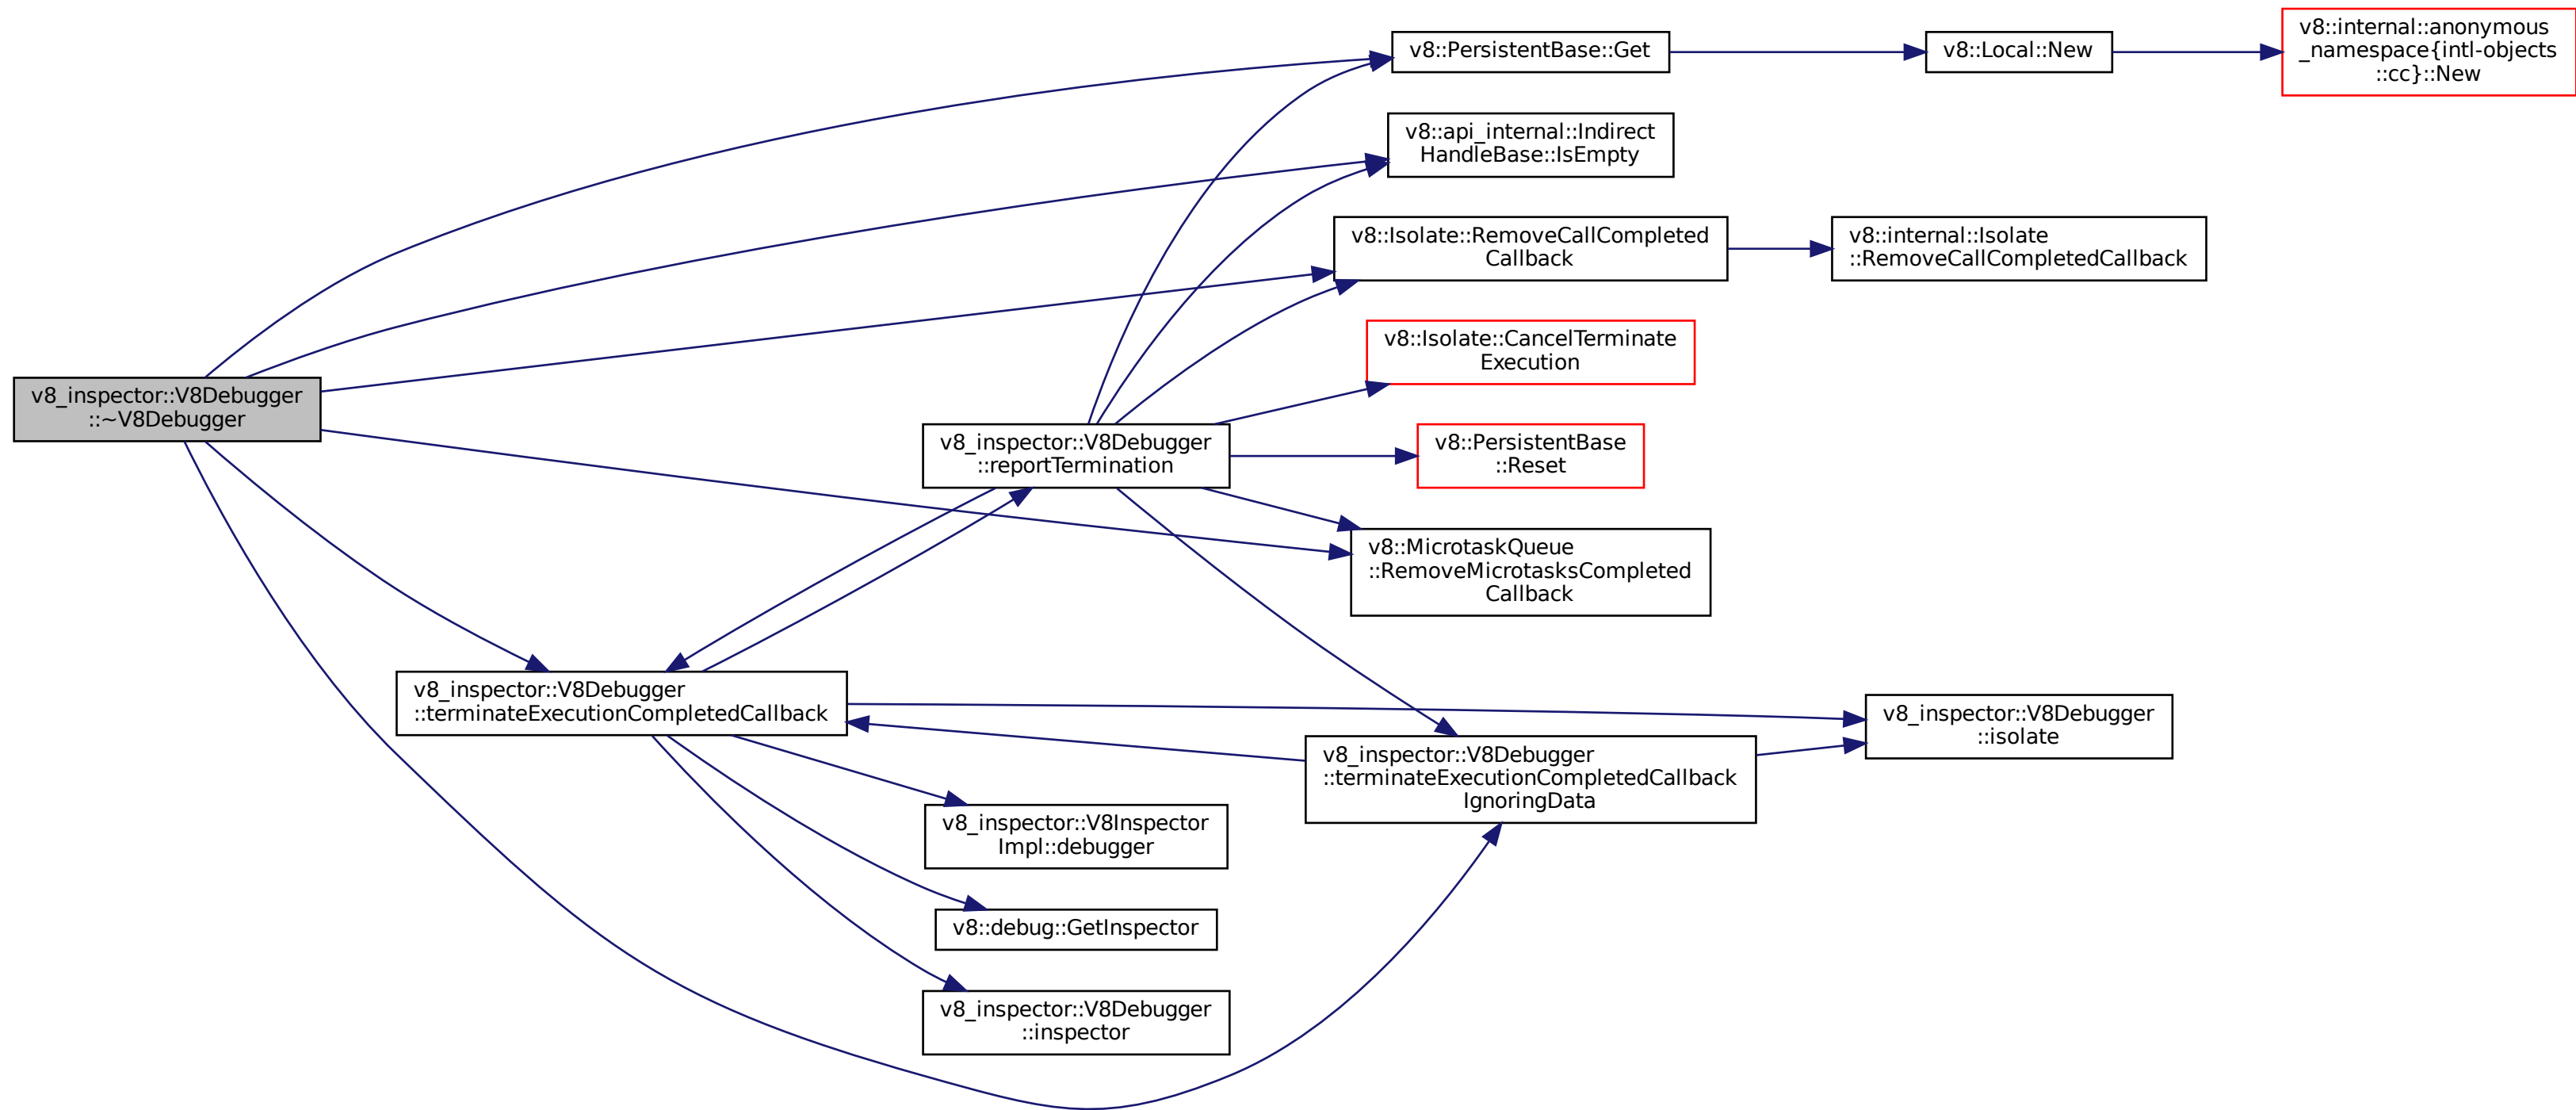 v8_inspector::V8Debugger
::~V8Debugger
v8::PersistentBase::Get
v8::Local::New
v8::internal::anonymous
_namespace{intl-objects
::cc}::New
v8::api_internal::Indirect
HandleBase::IsEmpty
v8::Isolate::RemoveCallCompleted
Callback
v8::internal::Isolate
::RemoveCallCompletedCallback
v8::Isolate::CancelTerminate
Execution
v8_inspector::V8Debugger
::reportTermination
v8::PersistentBase
::Reset
v8::MicrotaskQueue
::RemoveMicrotasksCompleted
Callback
v8_inspector::V8Debugger
::terminateExecutionCompletedCallback
v8_inspector::V8Debugger
::isolate
v8_inspector::V8Debugger
::terminateExecutionCompletedCallback
IgnoringData
v8_inspector::V8Inspector
Impl::debugger
v8::debug::GetInspector
v8_inspector::V8Debugger
::inspector